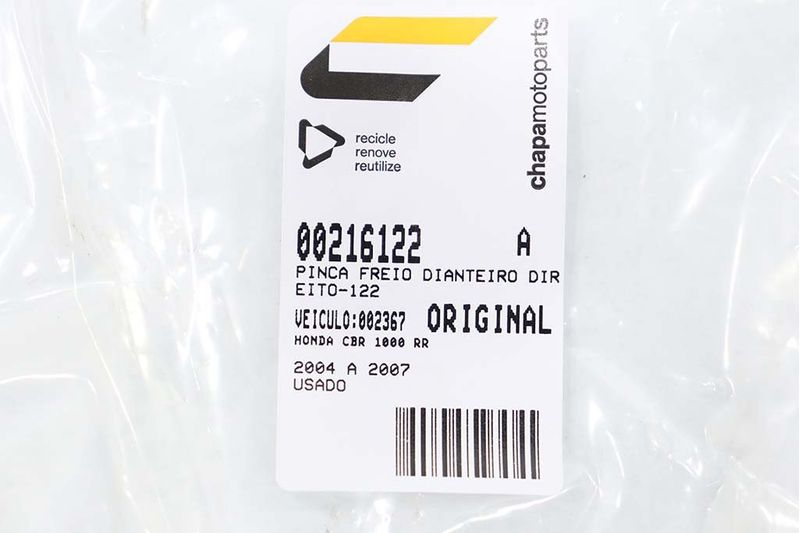 chapamotoparts
recicle
renove
reutilize
00216122 A
PINCA FREIO DIANTEIRO DIR
EITO-122
VEICULO:002367 ORIGINAL
HONDA CBR 1000 RR
2004 A 2007
USADO